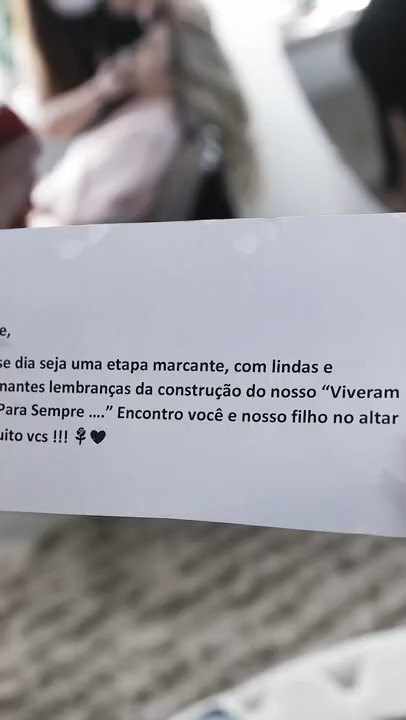 e,
se dia seja uma etapa marcante, com lindas e
nantes lembranças da construção do nosso “Viveram
Para Sempre ....” Encontro você e nosso filho no altar
uito vcs !!! 🌹🖤